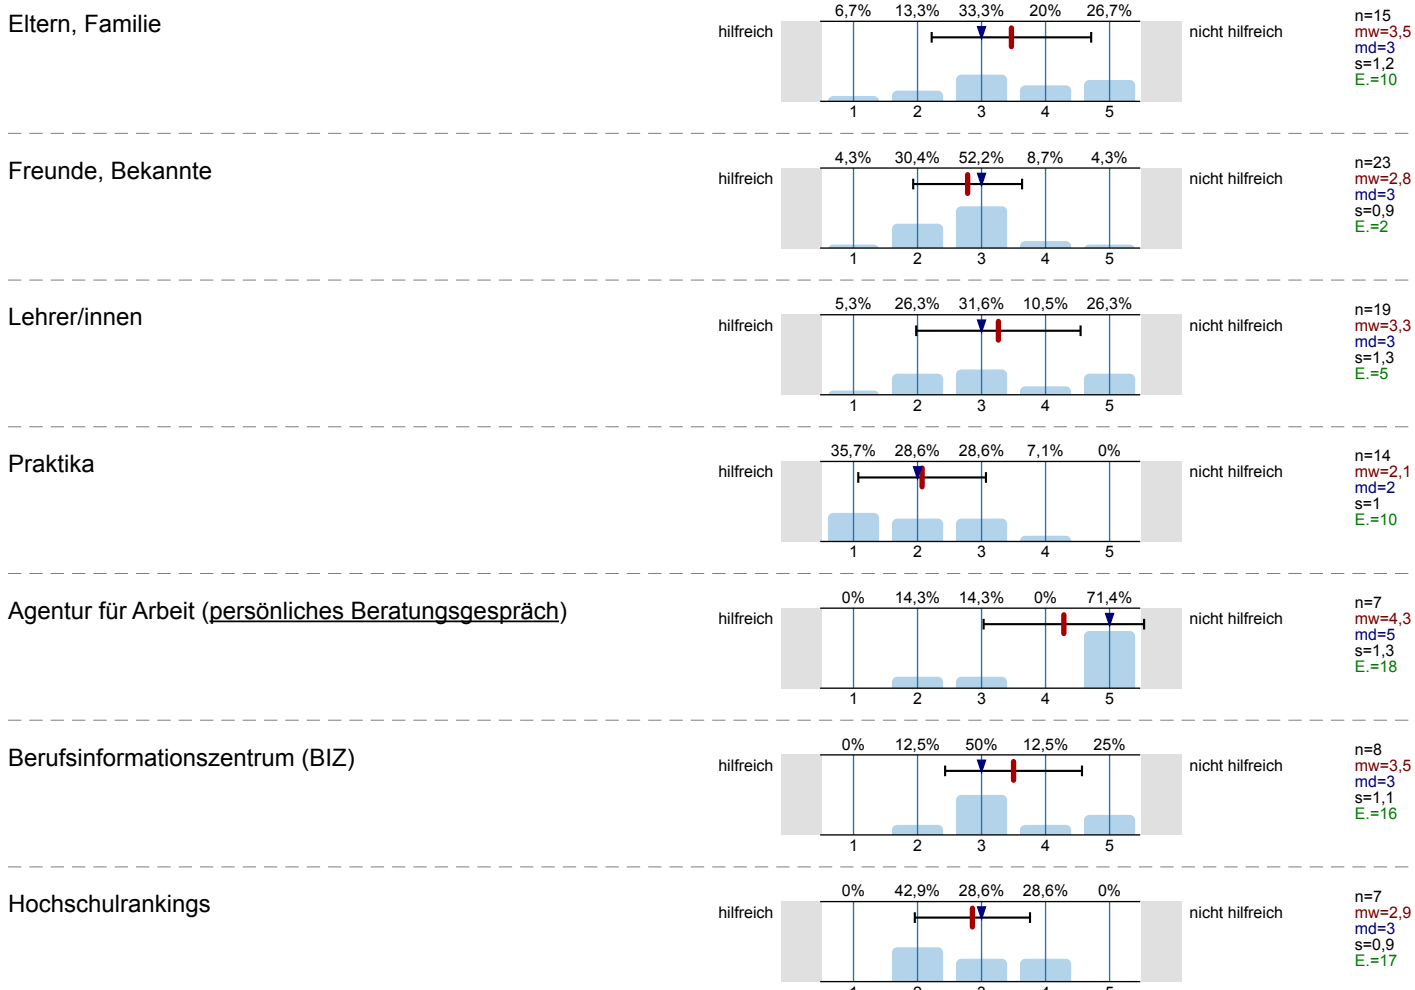 Eltern, Familie
hilfreich
6,7% 13,3% 33,3% 20% 26,7%
1 2 3 4 5
nicht hilfreich
n=15
mw=3,5
md=3
s=1,2
E.=10
Freunde, Bekannte
hilfreich
4,3% 30,4% 52,2% 8,7% 4,3%
1 2 3 4 5
nicht hilfreich
n=23
mw=2,8
md=3
s=0,9
E.=2
Lehrer/innen
hilfreich
5,3% 26,3% 31,6% 10,5% 26,3%
1 2 3 4 5
nicht hilfreich
n=19
mw=3,3
md=3
s=1,3
E.=5
Praktika
hilfreich
35,7% 28,6% 28,6% 7,1% 0%
1 2 3 4 5
nicht hilfreich
n=14
mw=2,1
md=2
s=1
E.=10
Agentur für Arbeit (persönliches Beratungsgespräch)
hilfreich
0% 14,3% 14,3% 0% 71,4%
1 2 3 4 5
nicht hilfreich
n=7
mw=4,3
md=5
s=1,3
E.=18
Berufsinformationszentrum (BIZ)
hilfreich
0% 12,5% 50% 12,5% 25%
1 2 3 4 5
nicht hilfreich
n=8
mw=3,5
md=3
s=1,1
E.=16
Hochschulrankings
hilfreich
0% 42,9% 28,6% 28,6% 0%
1 2 3 4 5
nicht hilfreich
n=7
mw=2,9
md=3
s=0,9
E.=17